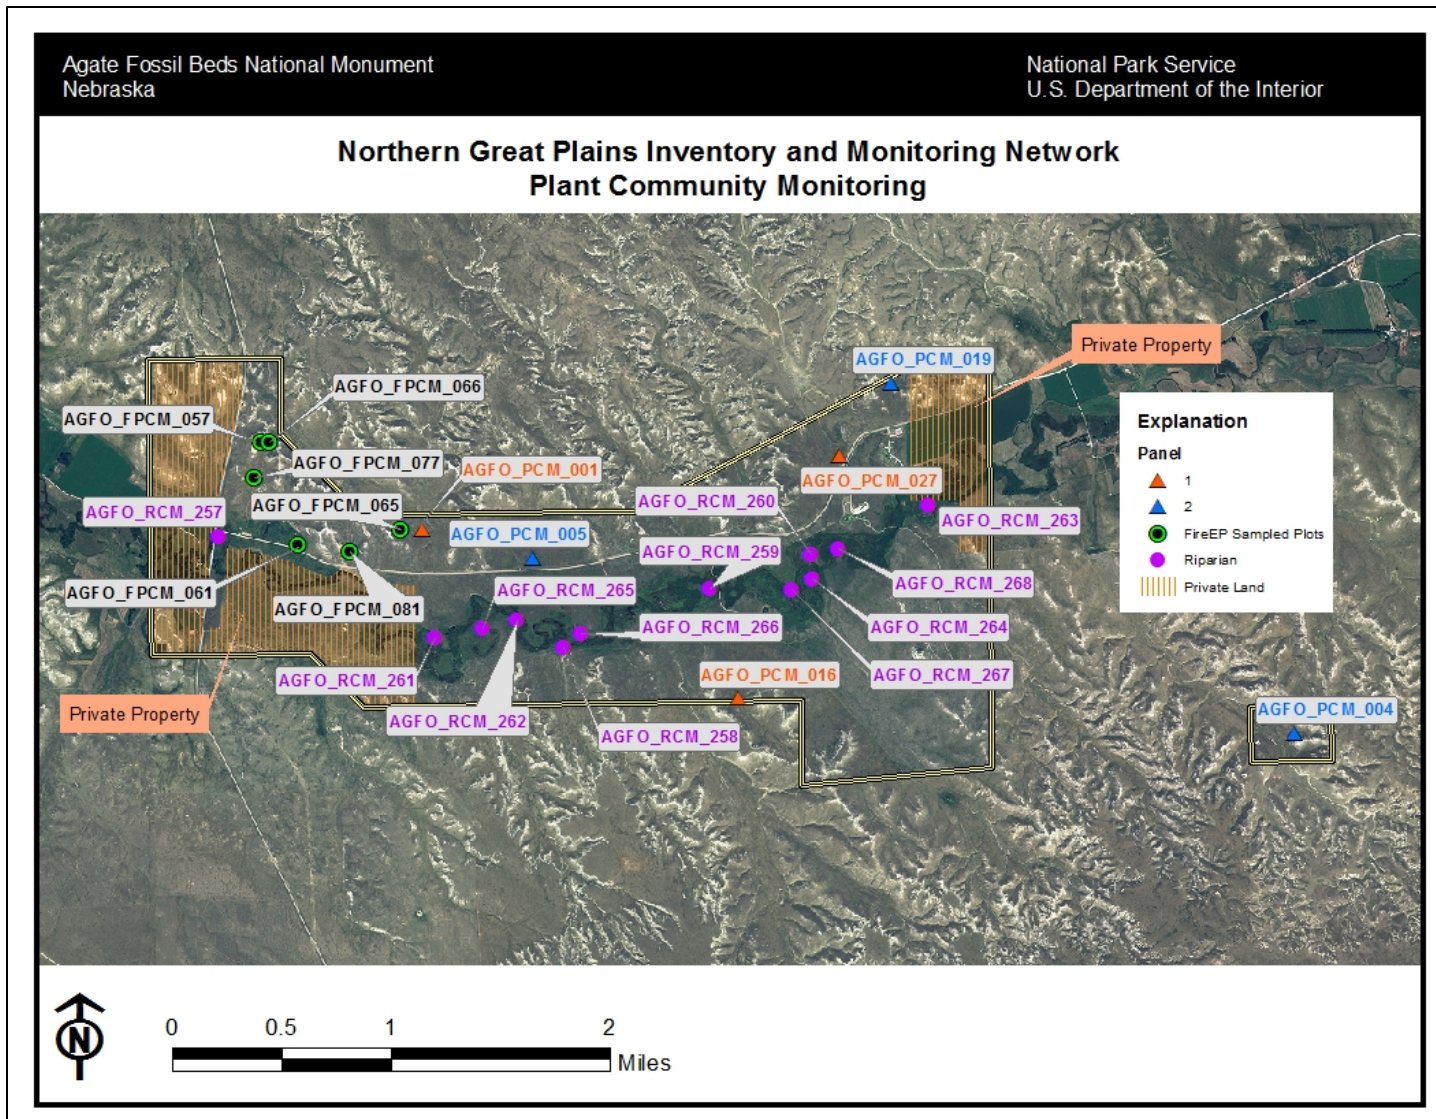 Agate Fossil Beds National Monument
Nebraska
National Park Service
U.S. Department of the Interior
Northern Great Plains Inventory and Monitoring Network
Plant Community Monitoring
Private Property
AGFO_PCM_019
AGFO_FPCM_066
AGFO_FPCM_057
AGFO_FPCM_077
AGFO_PCM_001
AGFO_PCM_027
AGFO_FPCM_065
AGFO_RCM_260
AGFO_RCM_257
AGFO_RCM_263
AGFO_PCM_005
AGFO_RCM_259
AGFO_RCM_268
AGFO_FPCM_061
AGFO_RCM_265
AGFO_FPCM_081
AGFO_RCM_266
AGFO_RCM_264
AGFO_RCM_261
AGFO_PCM_016
AGFO_RCM_267
AGFO_RCM_262
AGFO_RCM_258
AGFO_PCM_004
Private Property
Explanation
Panel
1
2
FireEP Sampled Plots
Riparian
Private Land
N
0 0.5 1 2
Miles